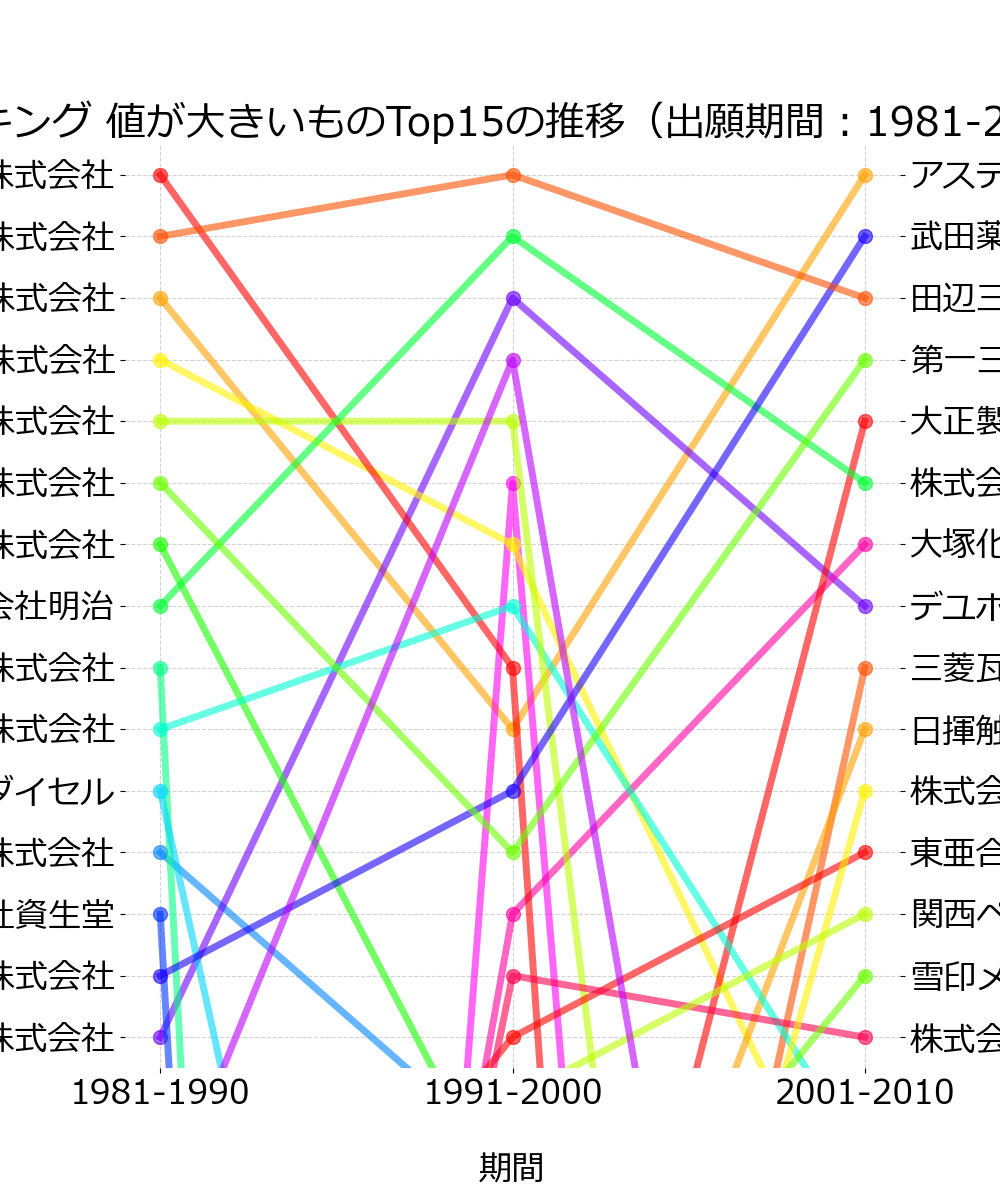 キング 値が大きいものTop15の推移（出願期間：1981-2
株式会社
株式会社
株式会社
株式会社
株式会社
株式会社
株式会社
会社明治
株式会社
株式会社
ダイセル
株式会社
社資生堂
株式会社
株式会社
アステ
武田薬
田辺三
第一三
大正製
株式会
大塚化
デュポ
三菱瓦
日揮触
株式会
東亜合
関西ペ
雪印メ
株式会
1981-1990 1991-2000 2001-2010
期間